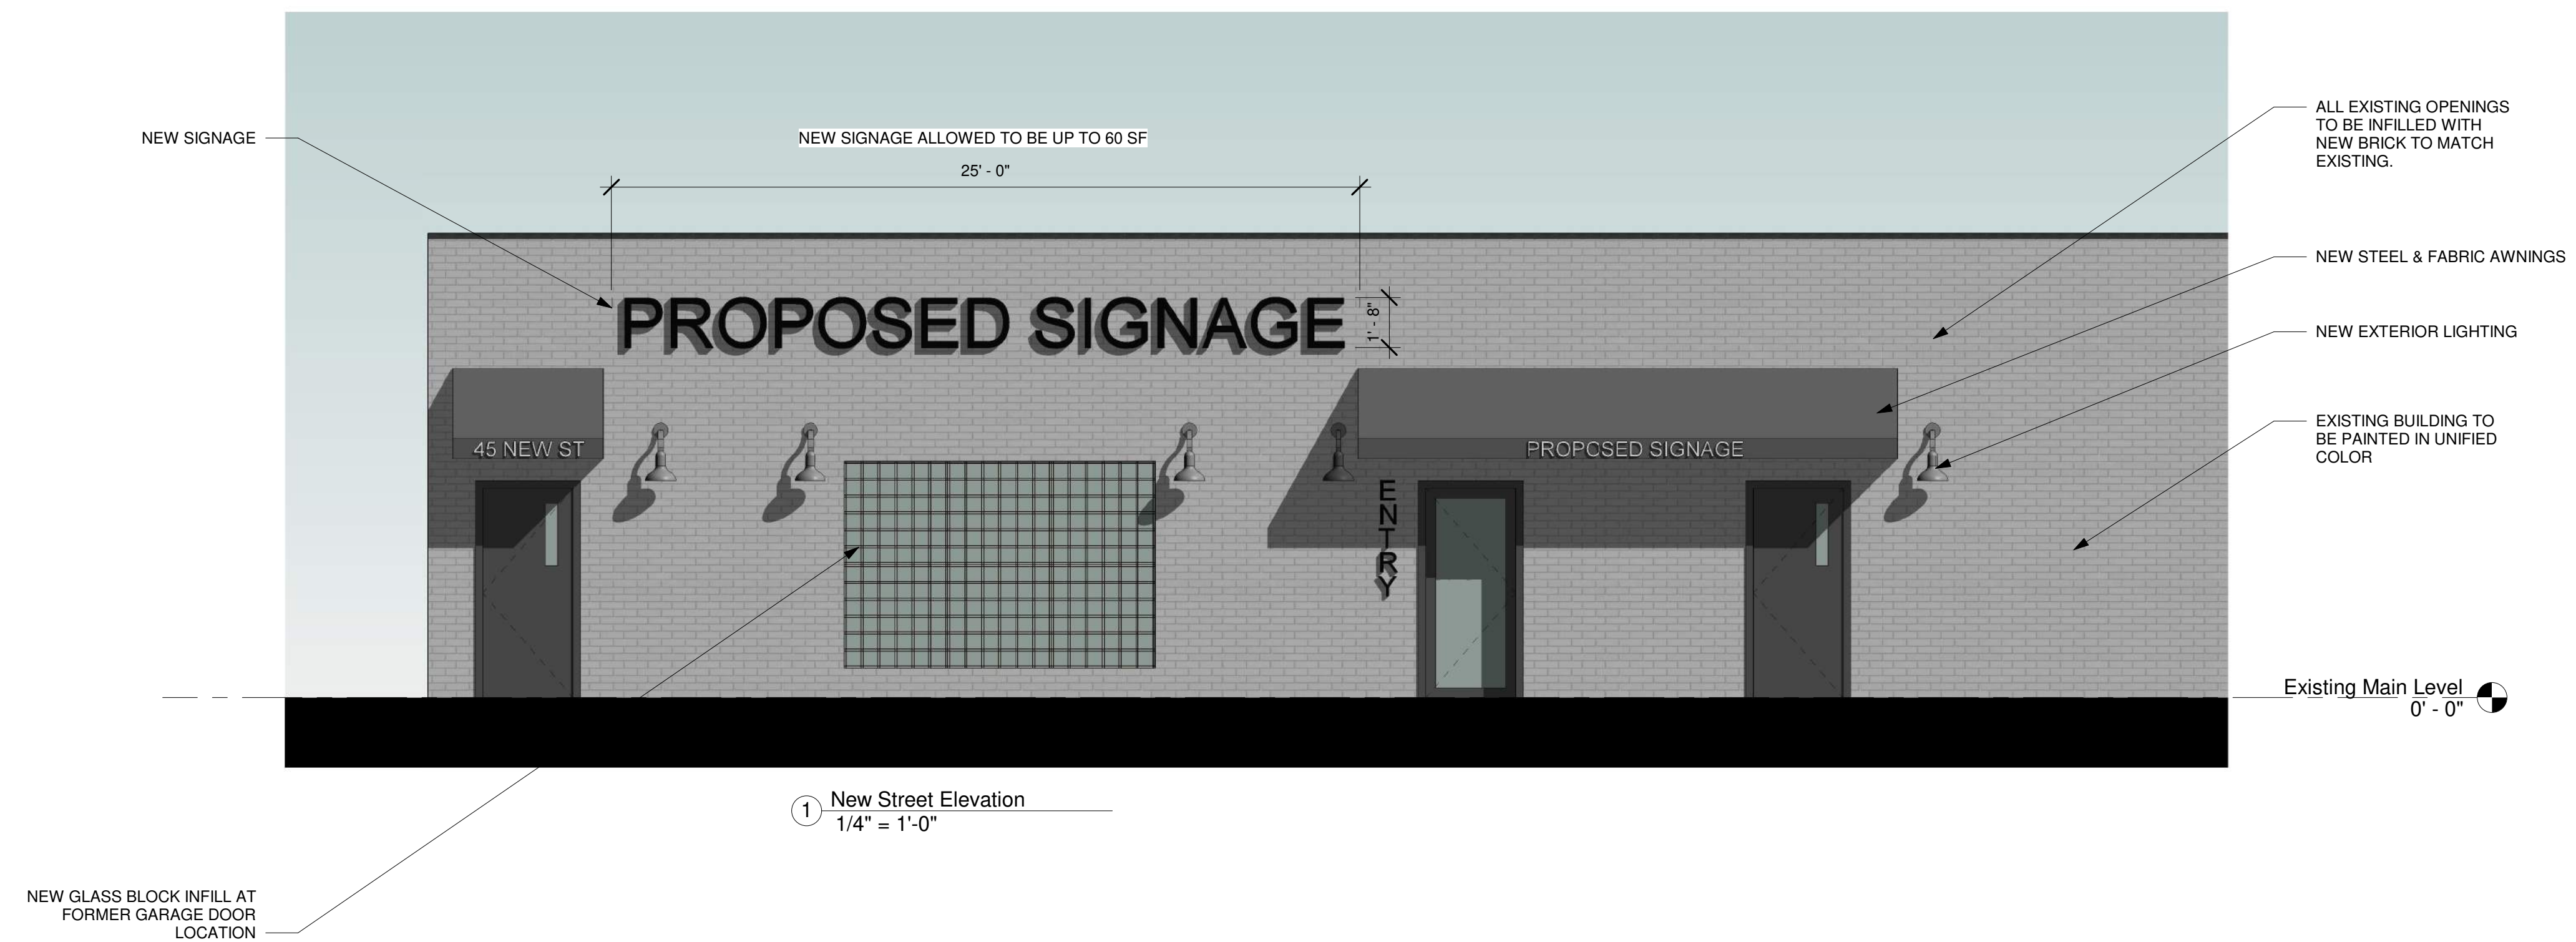 NEW SIGNAGE
NEW SIGNAGE ALLOWED TO BE UP TO 60 SF
25' - 0"
ALL EXISTING OPENINGS
TO BE INFILLED WITH
NEW BRICK TO MATCH
EXISTING.
NEW STEEL & FABRIC AWNINGS
PROPOSED SIGNAGE
1' - 8"
NEW EXTERIOR LIGHTING
45 NEW ST
PROPOSED SIGNAGE
EXISTING BUILDING TO
BE PAINTED IN UNIFIED
COLOR
ENTRY
Existing Main Level
0' - 0"
1 New Street Elevation
1/4" = 1'-0"
NEW GLASS BLOCK INFILL AT
FORMER GARAGE DOOR
LOCATION